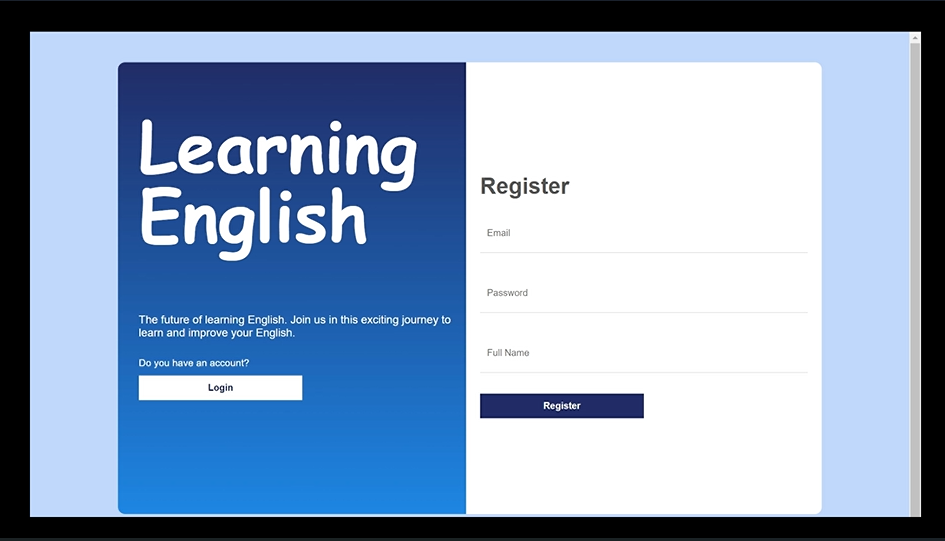 Learning
English
The future of learning English. Join us in this exciting journey to
learn and improve your English.
Do you have an account?
Login
Register
Email
Password
Full Name
Register